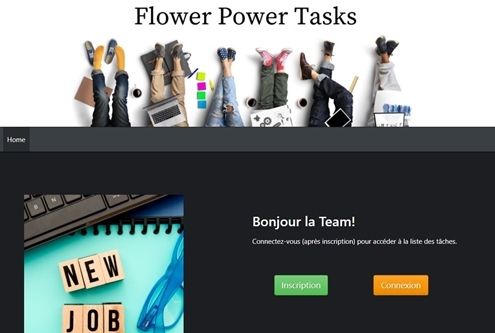 Flower Power Tasks
Home
Bonjour la Team!
Connectez-vous (aprés inscription) pour accéder à la liste des tâches.
Inscription
Connexion
NEW
JOB